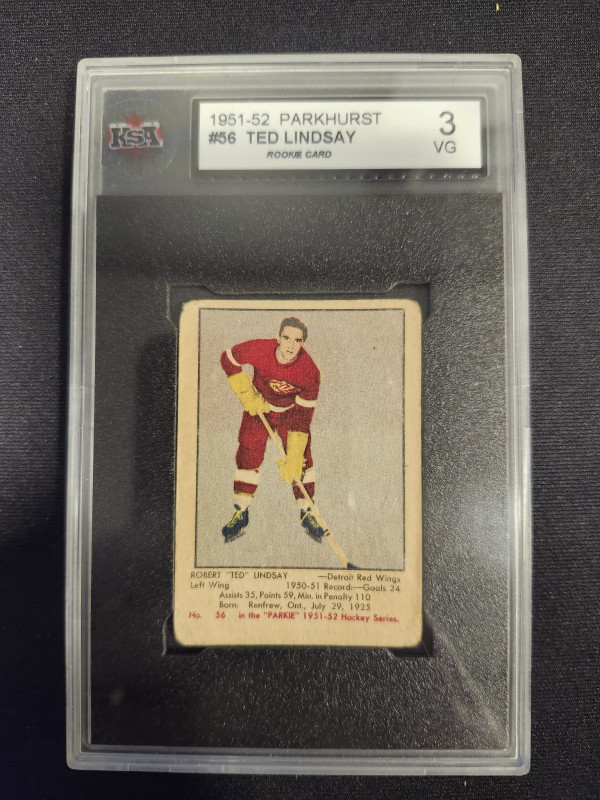 KSA
1951-52 PARKHURST
#56 TED LINDSAY
ROOKIE CARD
3
VG
ROBERT "TED" LINDSAY —Detroit Red Wings
Left Wing 1950-51 Record:—Goals 24
Assists 35, Points 59, Min. in Penalty 110
Born: Renfrew, Ont., July 29, 1925
No. 56 in the "PARKIE" 1951-52 Hockey Series.